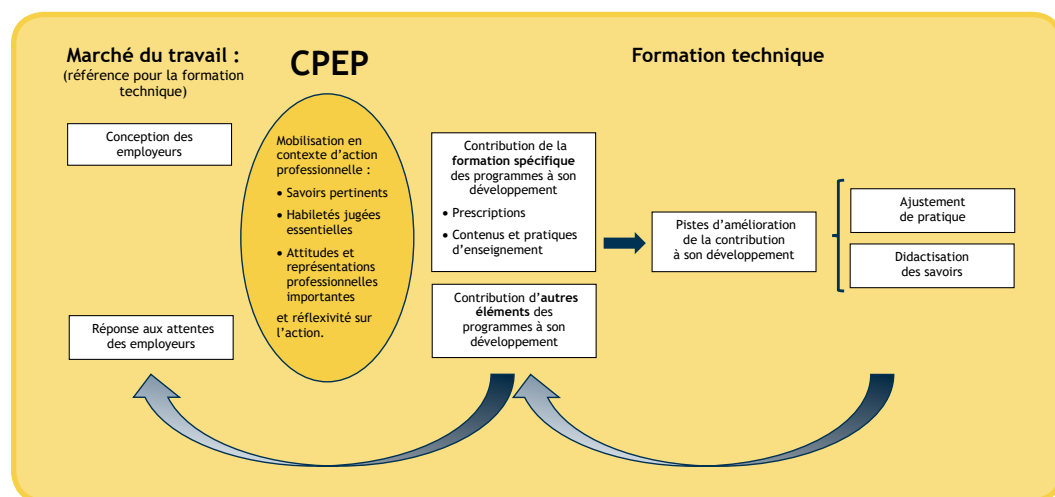 Marché du travail :
(référence pour la formation
technique)
Conception des
employeurs
Réponse aux attentes
des employeurs
CPEP
Mobilisation en
contexte d'action
professionnelle :
• Savoirs pertinents
• Habiletés jugées
essentielles
• Attitudes et
représentations
professionnelles
importantes
et réflexivité sur
l'action.
Formation technique
Contribution de la
formation spécifique
des programmes à son
développement
• Prescriptions
• Contenus et pratiques
d'enseignement
Contribution d'autres
éléments des
programmes à son
développement
Pistes d'amélioration
de la contribution
à son développement
Ajustement
de pratique
Didactisation
des savoirs